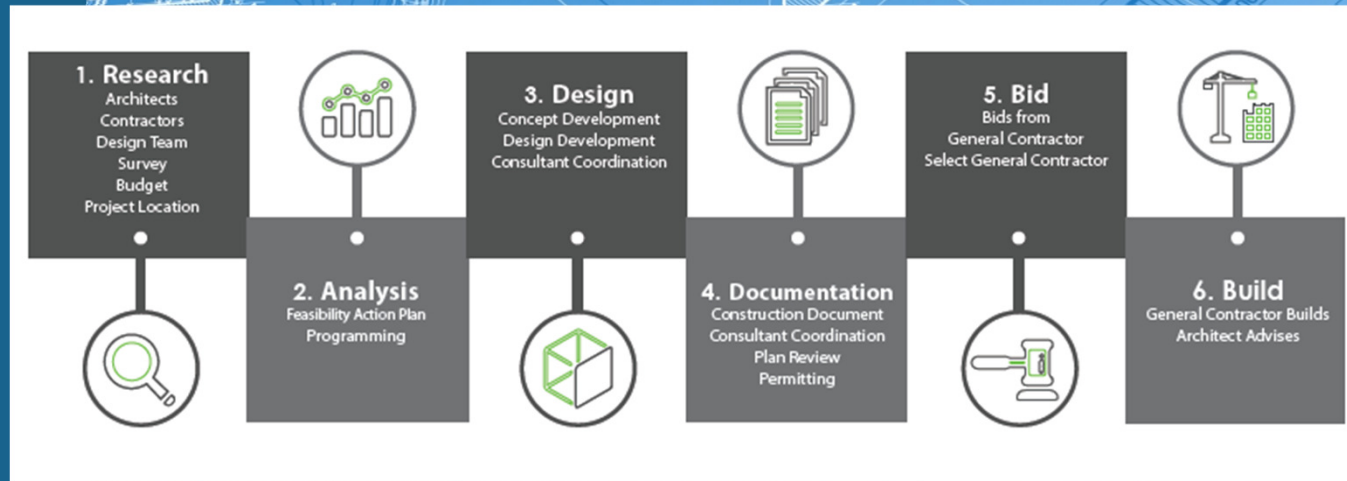 1. Research
Architects
Contractors
Design Team
Survey
Budget
Project Location
2. Analysis
Feasibility Action Plan
Programming
3. Design
Concept Development
Design Development
Consultant Coordination
4. Documentation
Construction Document
Consultant Coordination
Plan Review
Permitting
5. Bid
Bids from
General Contractor
Select General Contractor
6. Build
General Contractor Builds
Architect Advises